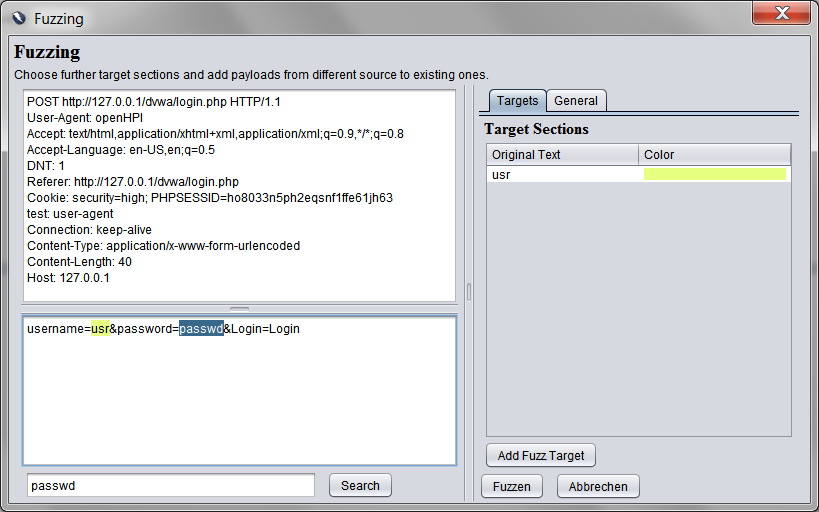 Fuzzing
Fuzzing
Choose further target sections and add payloads from different source to existing ones.
POST http://127.0.0.1/dvwa/login.php HTTP/1.1
User-Agent: openHPI
Accept: text/html,application/xhtml+xml,application/xml;q=0.9,*/*;q=0.8
Accept-Language: en-US,en;q=0.5
DNT: 1
Referer: http://127.0.0.1/dvwa/login.php
Cookie: security=high; PHPSESSID=ho8033n5ph2eqsnf1ffe61jh63
test: user-agent
Connection: keep-alive
Content-Type: application/x-www-form-urlencoded
Content-Length: 40
Host: 127.0.0.1
username=usr&password=passwd&Login=Login
passwd Search
Targets General
Target Sections
Original Text Color
usr
Add Fuzz Target
Fuzzen Abbrechen